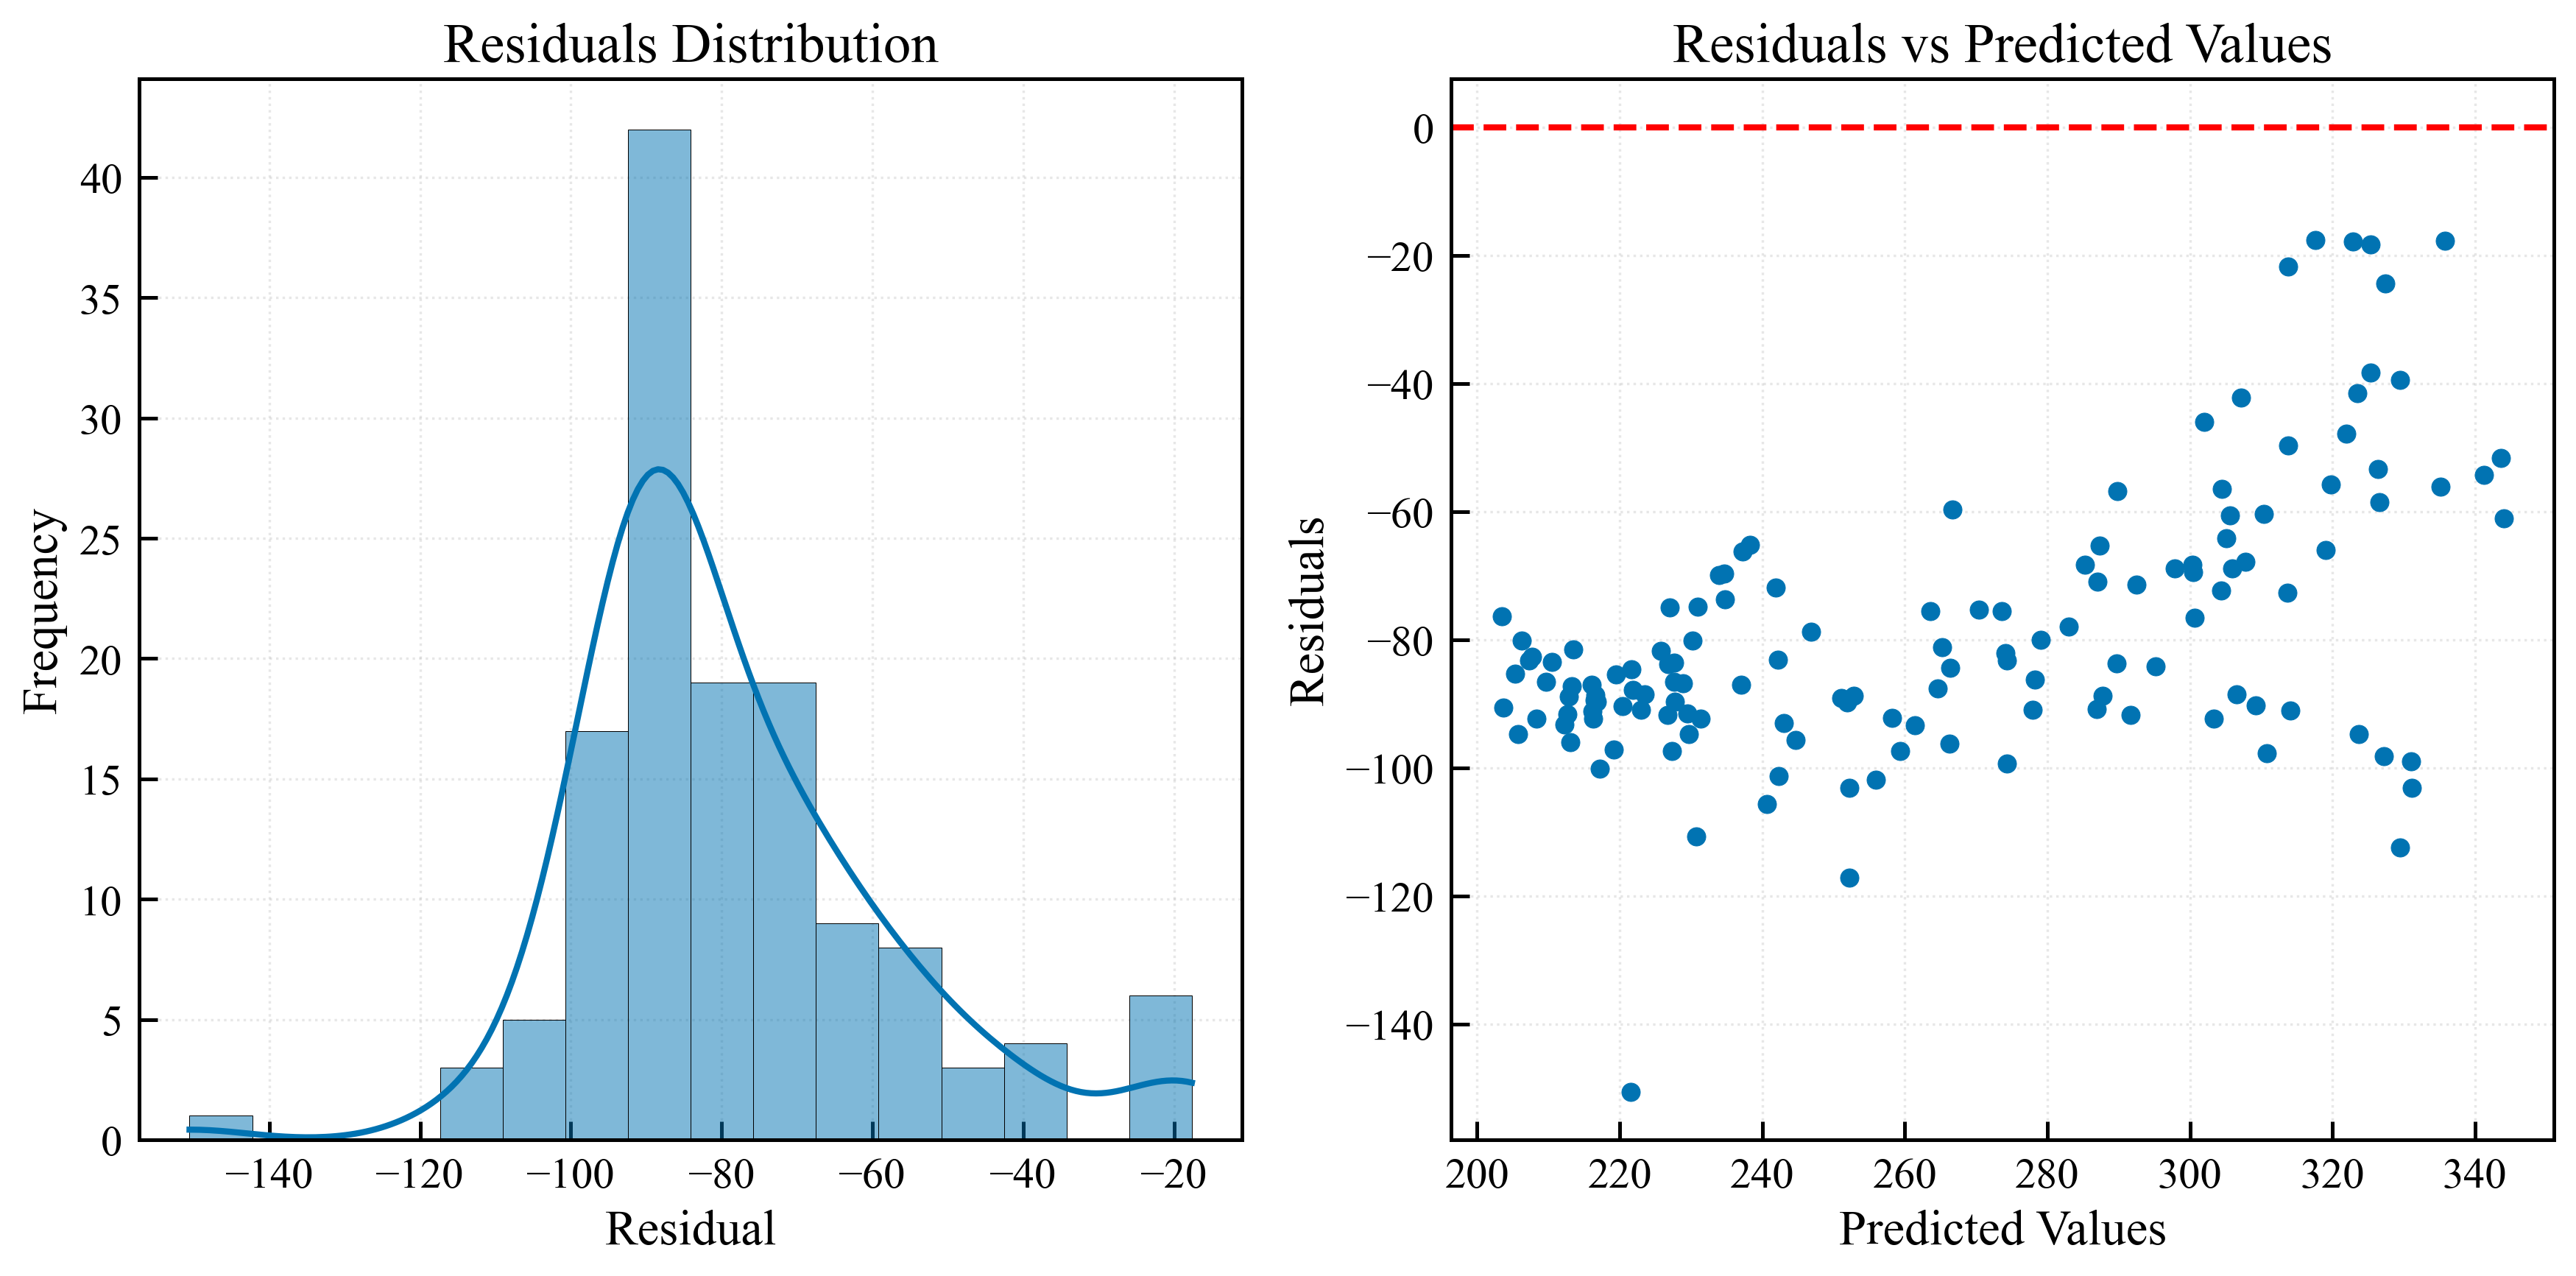 Residuals Distribution
Frequency
40
35
30
25
20
15
10
5
0
−140 −120 −100 −80 −60 −40 −20
Residual
Residuals vs Predicted Values
Residuals
0
−20
−40
−60
−80
−100
−120
−140
200 220 240 260 280 300 320 340
Predicted Values